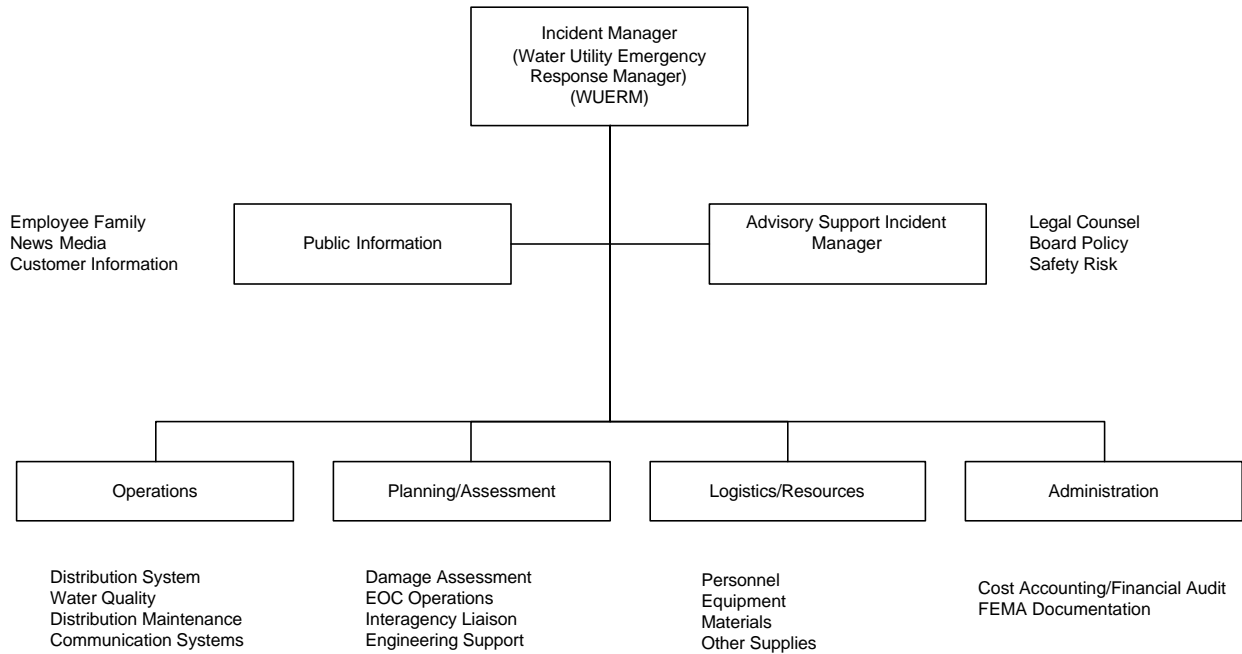 Incident Manager
(Water Utility Emergency
Response Manager)
(WUERM)
Employee Family
News Media
Customer Information
Public Information
Advisory Support Incident
Manager
Legal Counsel
Board Policy
Safety Risk
Operations
Planning/Assessment
Logistics/Resources
Administration
Distribution System
Water Quality
Distribution Maintenance
Communication Systems
Damage Assessment
EOC Operations
Interagency Liaison
Engineering Support
Personnel
Equipment
Materials
Other Supplies
Cost Accounting/Financial Audit
FEMA Documentation